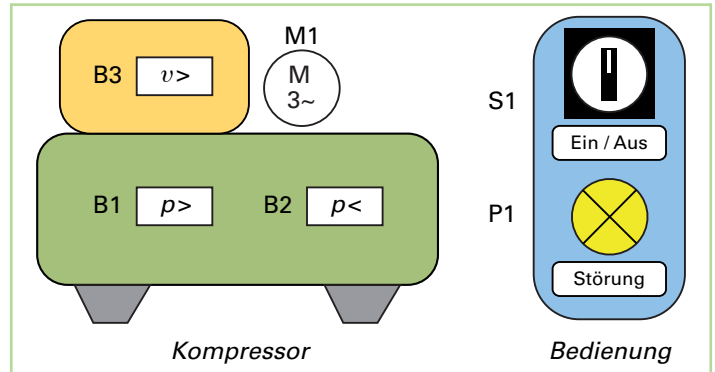 M1
B3 v>
M
3~
S1
Ein / Aus
B1 p> B2 p<
P1
Störung
Kompressor
Bedienung